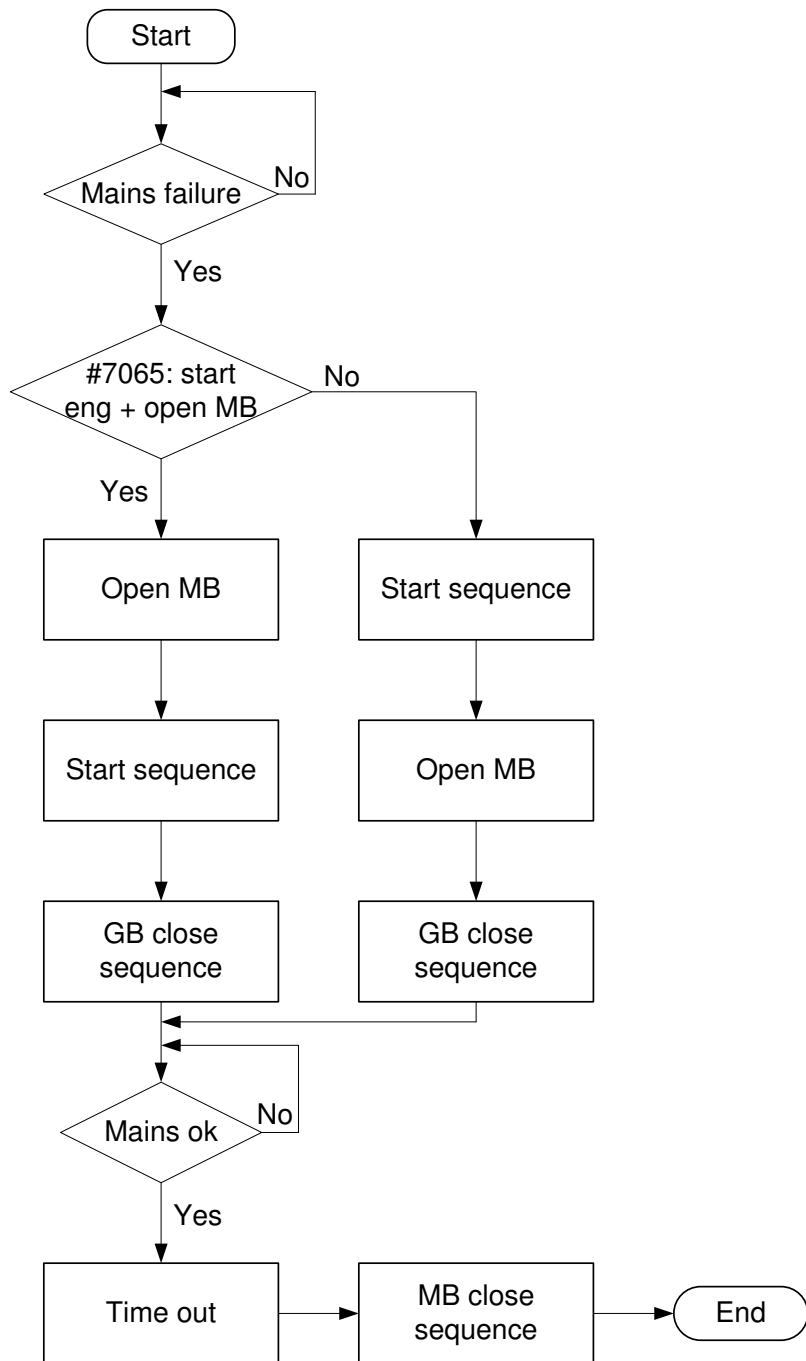 Start
Mains failure
No
Yes
#7065: start
eng + open MB
No
Yes
Open MB
Start sequence
Start sequence
Open MB
GB close
sequence
GB close
sequence
Mains ok
No
Yes
Time out
MB close
sequence
End